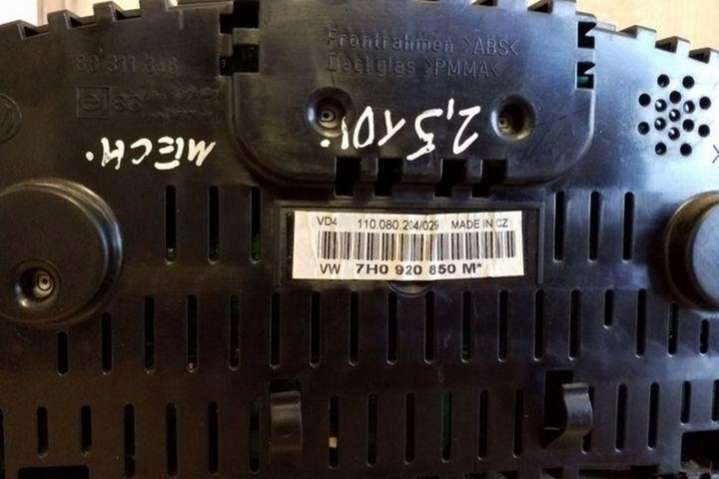 Frontrahmen >ABS<
Deckglas >PMMA<
2,5 TDI.
MECH.
VD4 110.080.204/029 MADE IN CZ
VW 7H0 920 850 M*